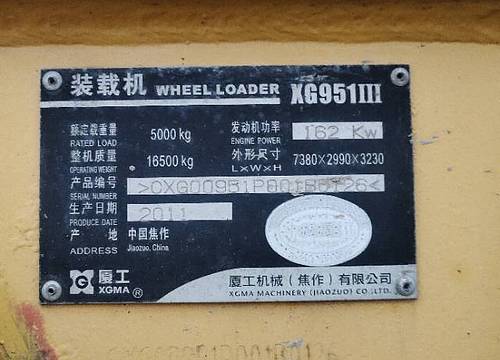 装载机 WHEEL LOADER XG951III
额定载重量 5000 kg 发动机功率 162 Kw
RATED LOAD ENGINE POWER
整机质量 16500 kg 外形尺寸 7380×2990×3230
OPERATING WEIGHT L×W×H
产品编号
SERIAL NUMBER
生产日期 2011
PRODUCE DATE
产 地 中国焦作
ADDRESS Jiaozuo, China
厦工 厦工机械(焦作)有限公司
XGMA ® XGMA MACHINERY (JIAOZUO) CO.,LTD.